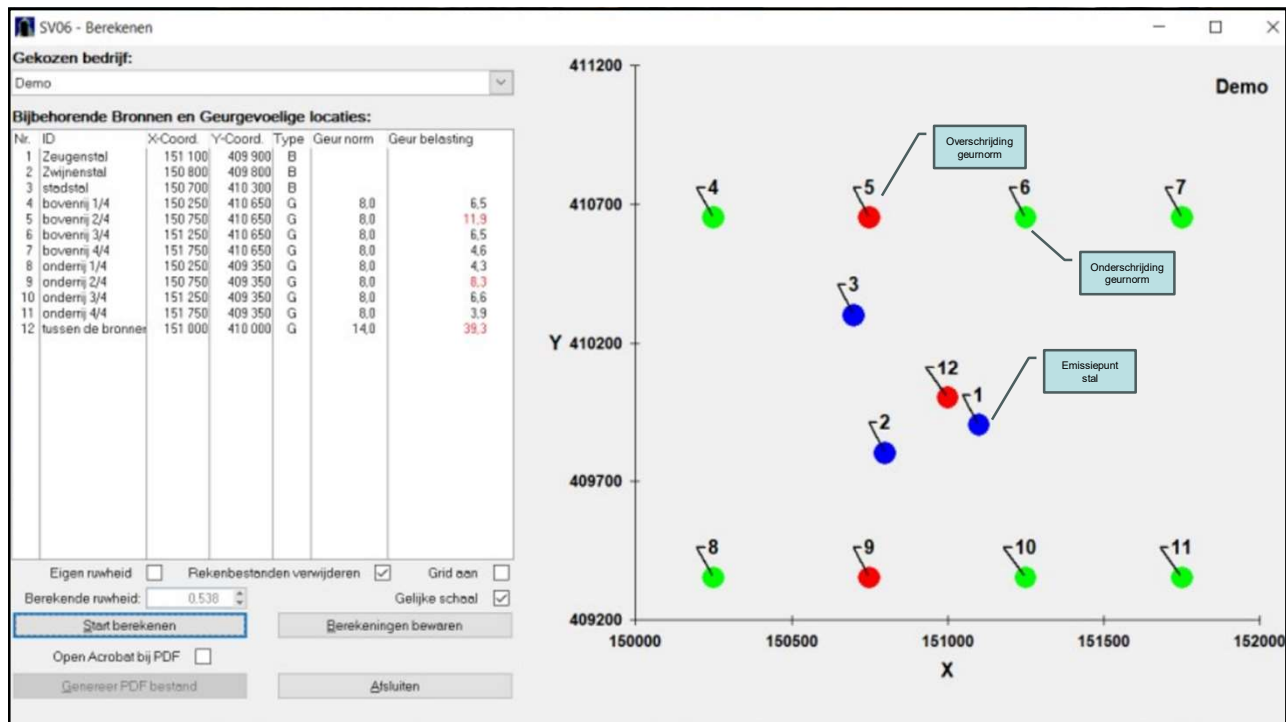 SV06 - Berekenen
Gekozen bedrijf:
Demo
Bijbehorende Bronnen en Geurgevoelige locaties:
Nr. ID X-Coord. Y-Coord. Type Geurnorm Geur belasting
1 Zeugenstal 151 100 409 900 B
2 Zwijnenstal 150 800 409 800 B
3 stadstal 150 700 410 300 B
4 bovenrij 1/4 150 250 410 650 G 8,0 6,5
5 bovenrij 2/4 150 750 410 650 G 8,0 11,9
6 bovenrij 3/4 151 250 410 650 G 8,0 6,5
7 bovenrij 4/4 151 750 410 650 G 8,0 4,6
8 onderrij 1/4 150 250 409 350 G 8,0 4,3
9 onderrij 2/4 150 750 409 350 G 8,0 8,3
10 onderrij 3/4 151 250 409 350 G 8,0 6,6
11 onderrij 4/4 151 750 409 350 G 8,0 3,9
12 tussen de bronner 151 000 410 000 G 14,0 39,3
Eigen ruwheid Rekenbestanden verwijderen Grid aan
Berekende ruwheid: 0.538 Gelijke schaal
Start berekenen Berekeningen bewaren
Open Acrobat bij PDF
Genereer PDF bestand Afsluiten
Demo
411200
410700
Y 410200
409700
409200
150000 150500 151000 151500 152000
X
4 5 6 7
3
12 1
2
8 9 10 11
Overschrijding
geurnorm
Onderschrijding
geurnorm
Emissiepunt
stal